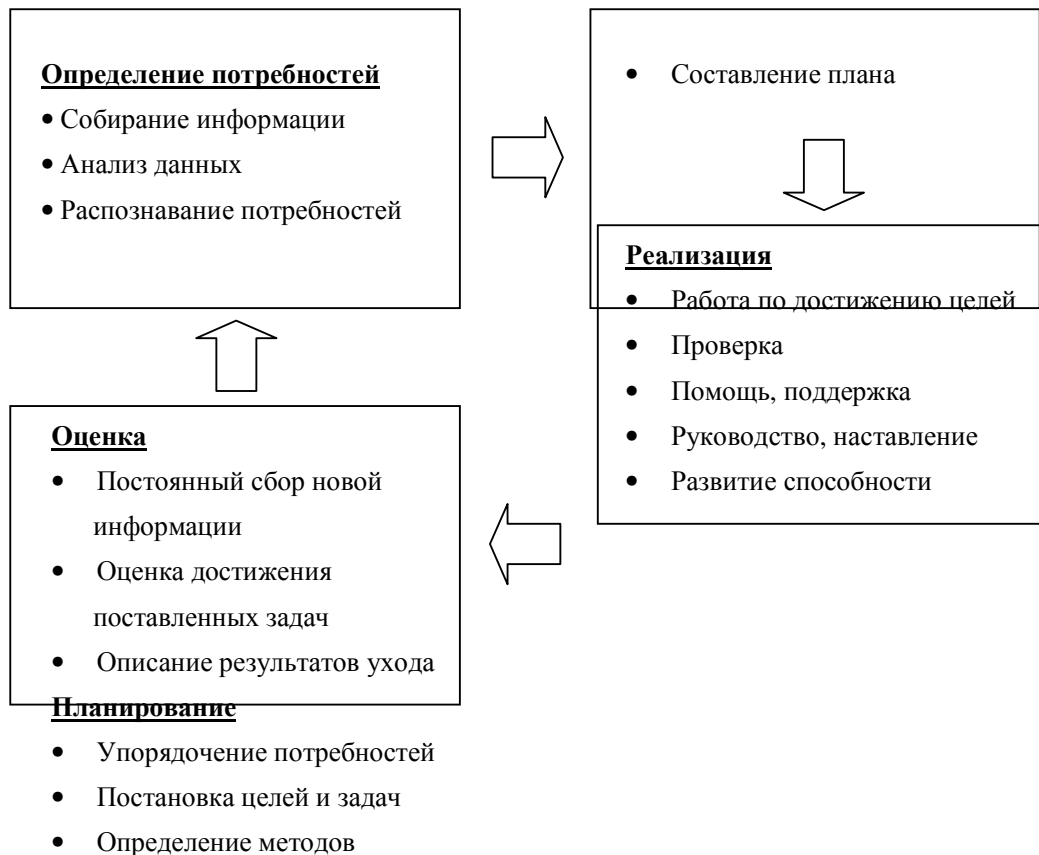 Определение потребностей
• Собирание информации
• Анализ данных
• Распознавание потребностей
• Составление плана
Реализация
• Работа по достижению целей
• Проверка
• Помощь, поддержка
• Руководство, наставление
• Развитие способности
Оценка
• Постоянный сбор новой
информации
• Оценка достижения
поставленных задач
• Описание результатов ухода
Планирование
• Упорядочение потребностей
• Постановка целей и задач
• Определение методов